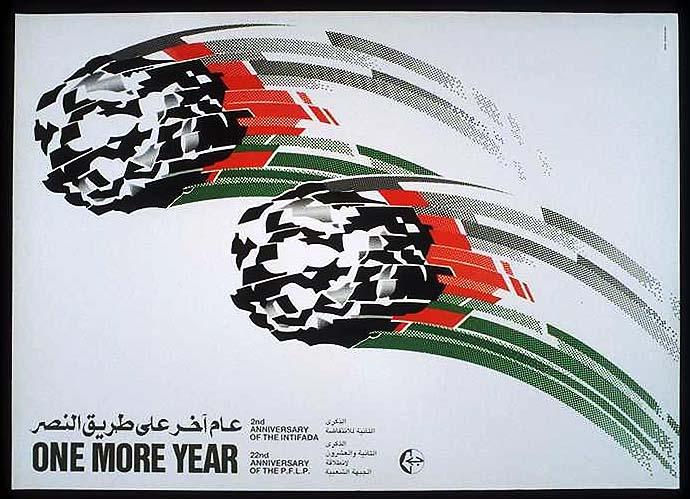 عام آخر على طريق النصر
ONE MORE YEAR
2nd
ANNIVERSARY
OF THE INTIFADA
22nd
ANNIVERSARY
OF THE P.F.L.P.
الذكرى
الثانية للانتفاضة
الذكرى
الثانية والعشرون
لانطلاقة
الجبهة الشعبية